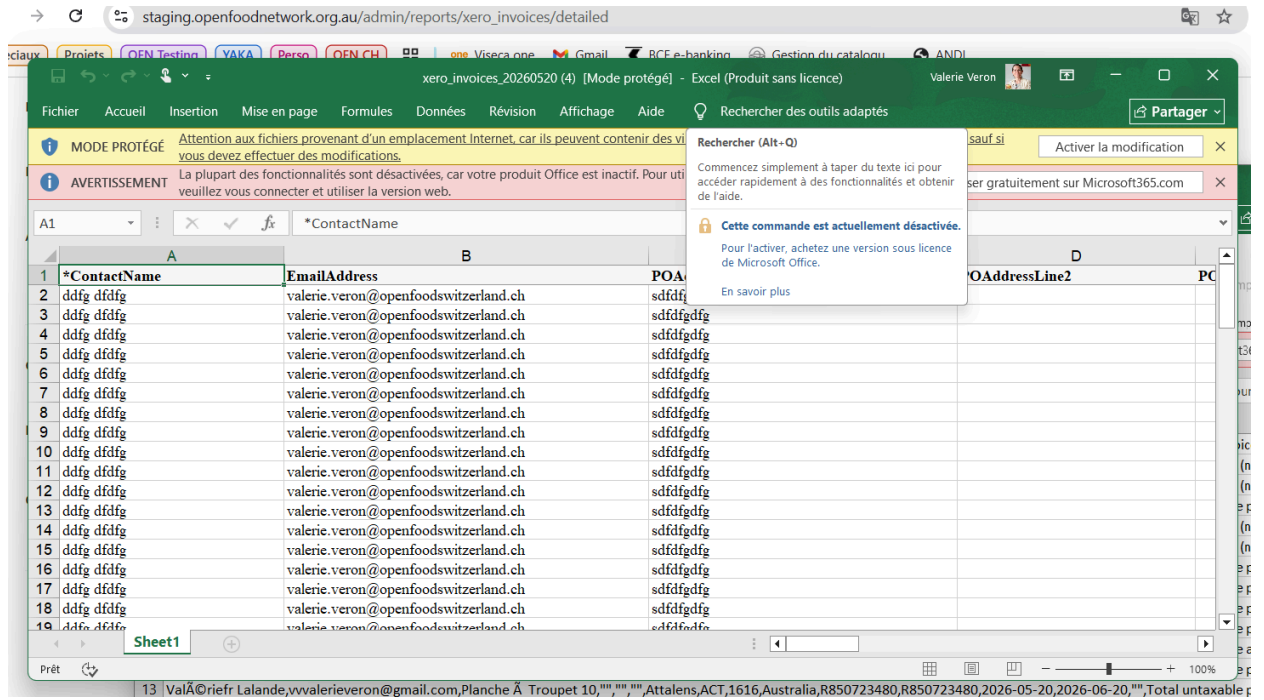 staging.openfoodnetwork.org.au/admin/reports/xero_invoices/detailed
Projets OFN Testing YAKA Perso OFN CH one Viseca one Gmail BCF e-banking Gestion du catalogu ANDI
xero_invoices_20260520 (4) [Mode protégé] - Excel (Produit sans licence) Valerie Veron
Fichier Accueil Insertion Mise en page Formules Données Révision Affichage Aide Rechercher des outils adaptés Partager
MODE PROTÉGÉ Attention aux fichiers provenant d'un emplacement Internet, car ils peuvent contenir des vi sauf si
vous devez effectuer des modifications. Activer la modification
AVERTISSEMENT La plupart des fonctionnalités sont désactivées, car votre produit Office est inactif. Pour uti ser gratuitement sur Microsoft365.com
veuillez vous connecter et utiliser la version web.
Rechercher (Alt+Q)
Commencez simplement à taper du texte ici pour
accéder rapidement à des fonctionnalités et obtenir
de l'aide.
Cette commande est actuellement désactivée.
Pour l'activer, achetez une version sous licence
de Microsoft Office.
En savoir plus
A1 fx *ContactName
A B D
1 *ContactName EmailAddress POA POAddressLine2 PO
2 ddfg dfdfg valerie.veron@openfoodswitzerland.ch sdfdfg
3 ddfg dfdfg valerie.veron@openfoodswitzerland.ch sdfdfgdfg
4 ddfg dfdfg valerie.veron@openfoodswitzerland.ch sdfdfgdfg
5 ddfg dfdfg valerie.veron@openfoodswitzerland.ch sdfdfgdfg
6 ddfg dfdfg valerie.veron@openfoodswitzerland.ch sdfdfgdfg
7 ddfg dfdfg valerie.veron@openfoodswitzerland.ch sdfdfgdfg
8 ddfg dfdfg valerie.veron@openfoodswitzerland.ch sdfdfgdfg
9 ddfg dfdfg valerie.veron@openfoodswitzerland.ch sdfdfgdfg
10 ddfg dfdfg valerie.veron@openfoodswitzerland.ch sdfdfgdfg
11 ddfg dfdfg valerie.veron@openfoodswitzerland.ch sdfdfgdfg
12 ddfg dfdfg valerie.veron@openfoodswitzerland.ch sdfdfgdfg
13 ddfg dfdfg valerie.veron@openfoodswitzerland.ch sdfdfgdfg
14 ddfg dfdfg valerie.veron@openfoodswitzerland.ch sdfdfgdfg
15 ddfg dfdfg valerie.veron@openfoodswitzerland.ch sdfdfgdfg
16 ddfg dfdfg valerie.veron@openfoodswitzerland.ch sdfdfgdfg
17 ddfg dfdfg valerie.veron@openfoodswitzerland.ch sdfdfgdfg
18 ddfg dfdfg valerie.veron@openfoodswitzerland.ch sdfdfgdfg
19 ddfg dfdfg valerie.veron@openfoodswitzerland.ch sdfdfgdfg
Sheet1
Prêt 100%
13 ValÃ©riefr Lalande,vvvalerieveron@gmail.com,Planche Ã Troupet 10,"","","",Attalens,ACT,1616,Australia,R850723480,R850723480,2026-05-20,2026-06-20,"",Total untaxable p